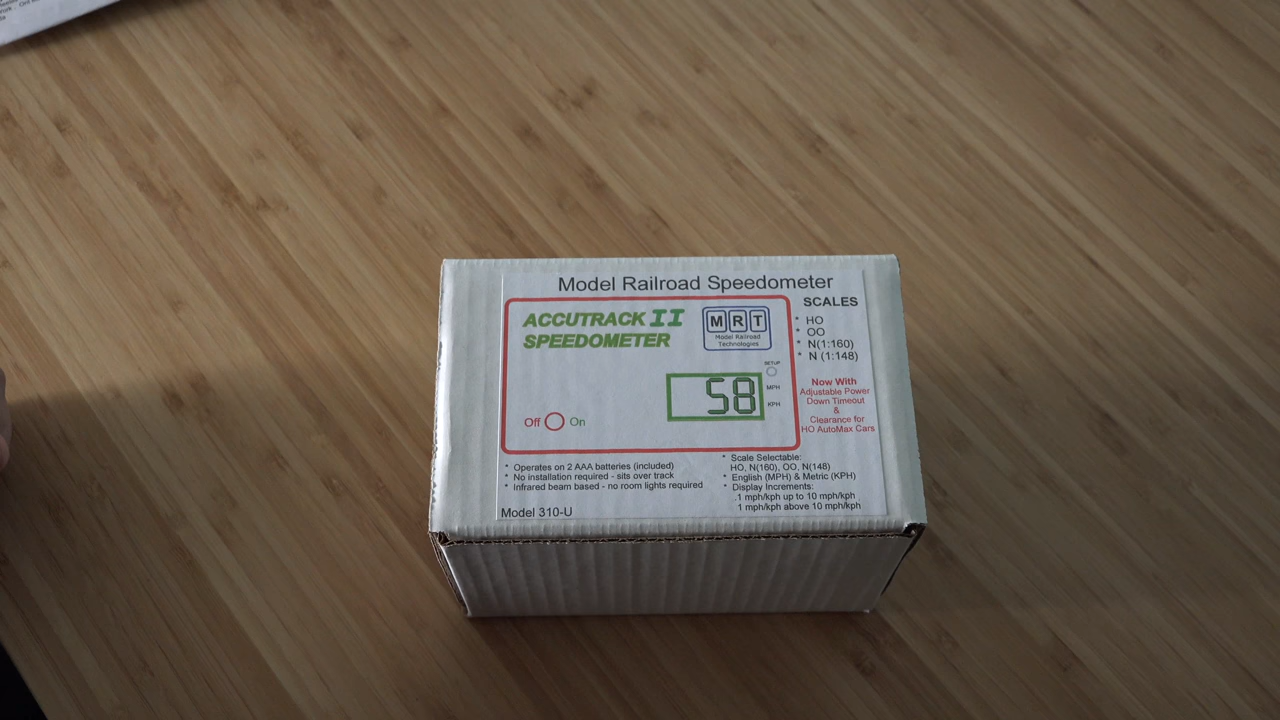 Model Railroad Speedometer
ACCUTRACK II
SPEEDOMETER
MRT
Model Railroad
Technologies
SETUP
58
MPH
KPH
Off On
SCALES
* HO
* OO
* N(1:160)
* N (1:148)
Now With
Adjustable Power
Down Timeout
&
Clearance for
HO AutoMax Cars
* Operates on 2 AAA batteries (included)
* No installation required - sits over track
* Infrared beam based - no room lights required
* Scale Selectable:
HO, N(160), OO, N(148)
* English (MPH) & Metric (KPH)
* Display Increments:
.1 mph/kph up to 10 mph/kph
1 mph/kph above 10 mph/kph
Model 310-U